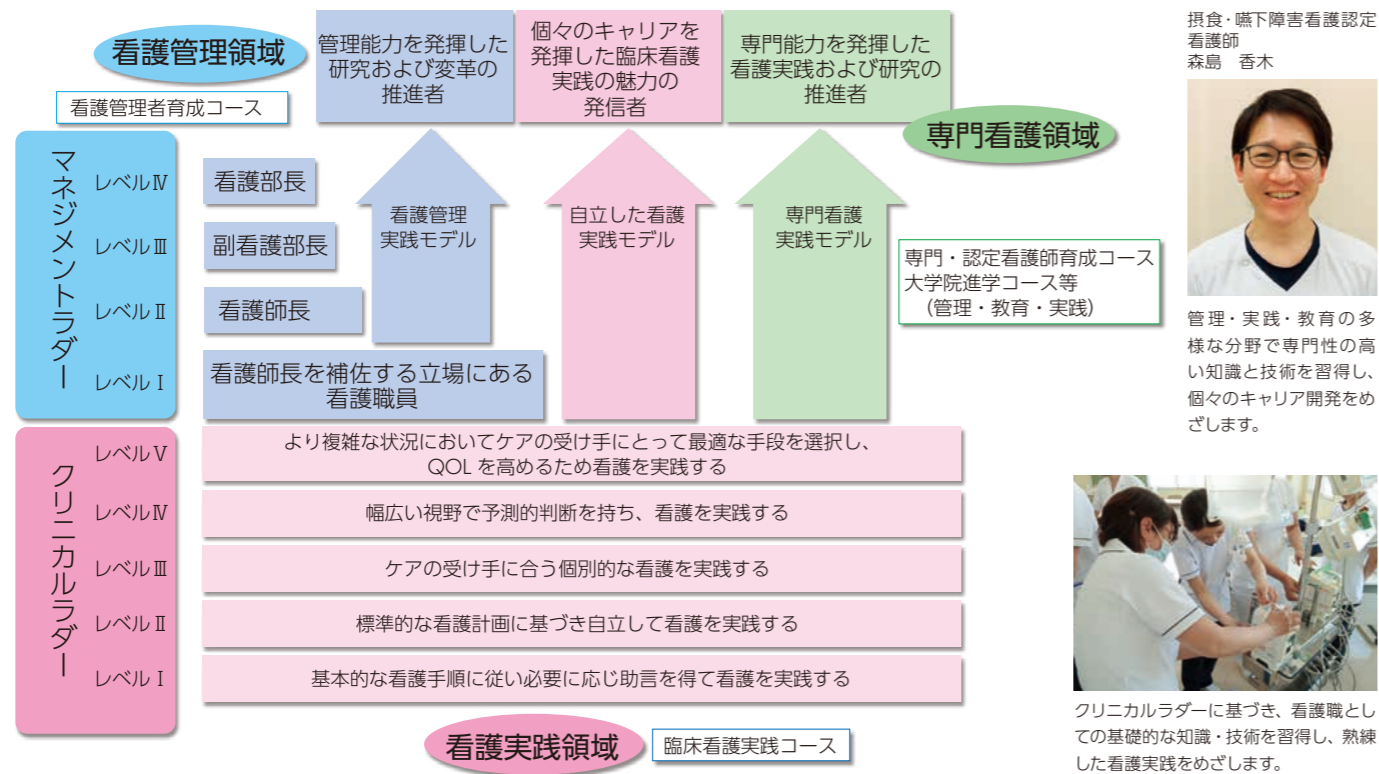 看護管理領域
看護管理者育成コース
管理能力を発揮した
研究および変革の
推進者
個々のキャリアを
発揮した臨床看護
実践の魅力の
発信者
専門能力を発揮した
看護実践および研究の
推進者
専門看護領域
マネジメントラダー
レベルⅣ
看護部長
レベルⅢ
副看護部長
レベルⅡ
看護師長
レベルⅠ
看護師長を補佐する立場にある
看護職員
看護管理
実践モデル
自立した看護
実践モデル
専門看護
実践モデル
専門・認定看護師育成コース
大学院進学コース等
（管理・教育・実践）
クリニカルラダー
レベルⅤ
より複雑な状況においてケアの受け手にとって最適な手段を選択し、
QOL を高めるため看護を実践する
レベルⅣ
幅広い視野で予測的判断を持ち、看護を実践する
レベルⅢ
ケアの受け手に合う個別的な看護を実践する
レベルⅡ
標準的な看護計画に基づき自立して看護を実践する
レベルⅠ
基本的な看護手順に従い必要に応じ助言を得て看護を実践する
看護実践領域
臨床看護実践コース
摂食・嚥下障害看護認定
看護師
森島　香木
管理・実践・教育の多
様な分野で専門性の高
い知識と技術を習得し、
個々のキャリア開発をめ
ざします。
クリニカルラダーに基づき、看護職とし
ての基礎的な知識・技術を習得し、熟練
した看護実践をめざします。